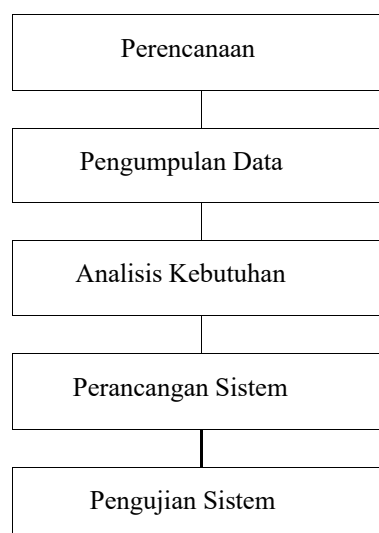 Perencanaan
Pengumpulan Data
Analisis Kebutuhan
Perancangan Sistem
Pengujian Sistem